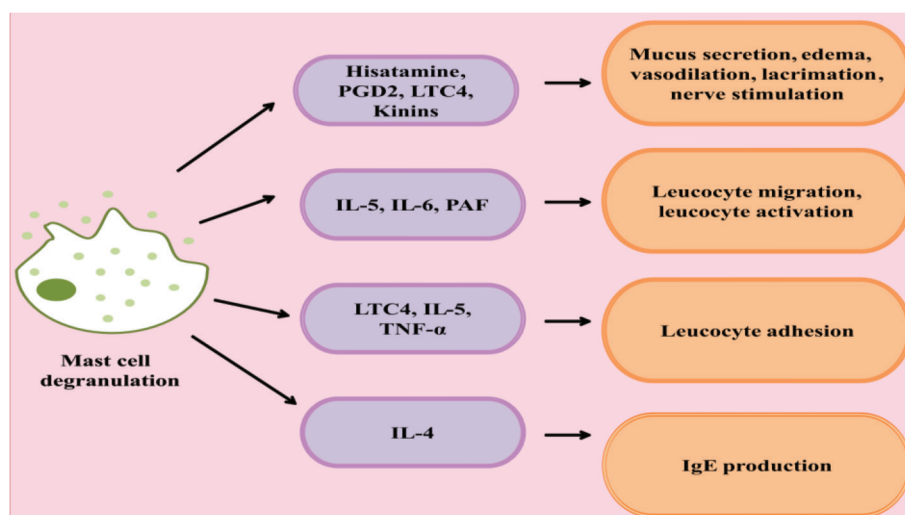 Hisatamine,
PGD2, LTC4,
Kinins
Mucus secretion, edema,
vasodilation, lacrimation,
nerve stimulation
IL-5, IL-6, PAF
Leucocyte migration,
leucocyte activation
LTC4, IL-5,
TNF-α
Leucocyte adhesion
Mast cell
degranulation
IL-4
IgE production